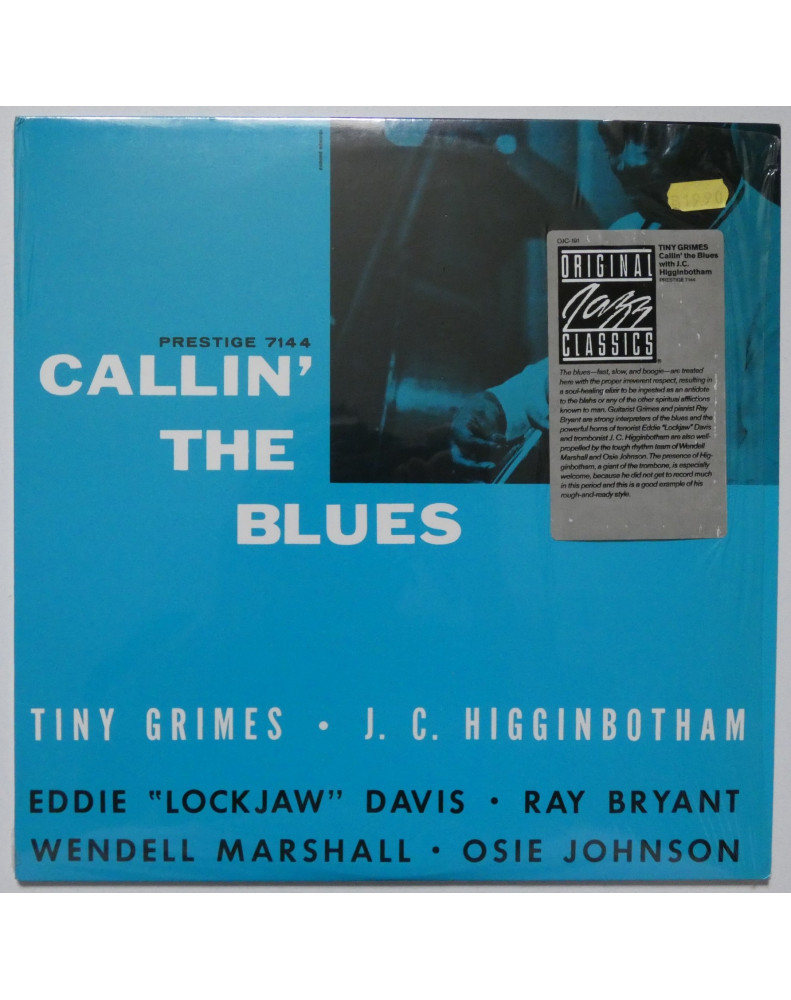 PRESTIGE 7144
CALLIN'
THE
BLUES
OJC-191
ORIGINAL
Jazz
CLASSICS
TINY GRIMES
Callin' the Blues
with J.C.
Higginbotham
PRESTIGE 7144
The blues—fast, slow, and boogie—are treated
here with the proper irreverent respect, resulting in
a soul-healing elixir to be ingested as an antidote
to the blahs or any of the other spiritual afflictions
known to man. Guitarist Grimes and pianist Ray
Bryant are strong interpreters of the blues and the
powerful horns of tenorist Eddie "Lockjaw" Davis
and trombonist J. C. Higginbotham are also well-
propelled by the tough rhythm team of Wendell
Marshall and Osie Johnson. The presence of Hig-
ginbotham, a giant of the trombone, is especially
welcome, because he did not get to record much
in this period and this is a good example of his
rough-and-ready style.
TINY GRIMES • J. C. HIGGINBOTHAM
EDDIE "LOCKJAW" DAVIS • RAY BRYANT
WENDELL MARSHALL • OSIE JOHNSON